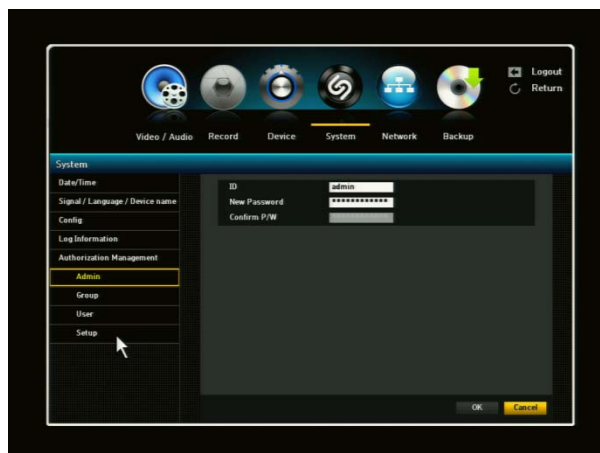 Logout
Return
Video / Audio Record Device System Network Backup
System
Date/Time
Signal / Language / Device name
Config
Log Information
Authorization Management
Admin
Group
User
Setup
ID admin
New Password ************
Confirm P/W ************
OK Cancel